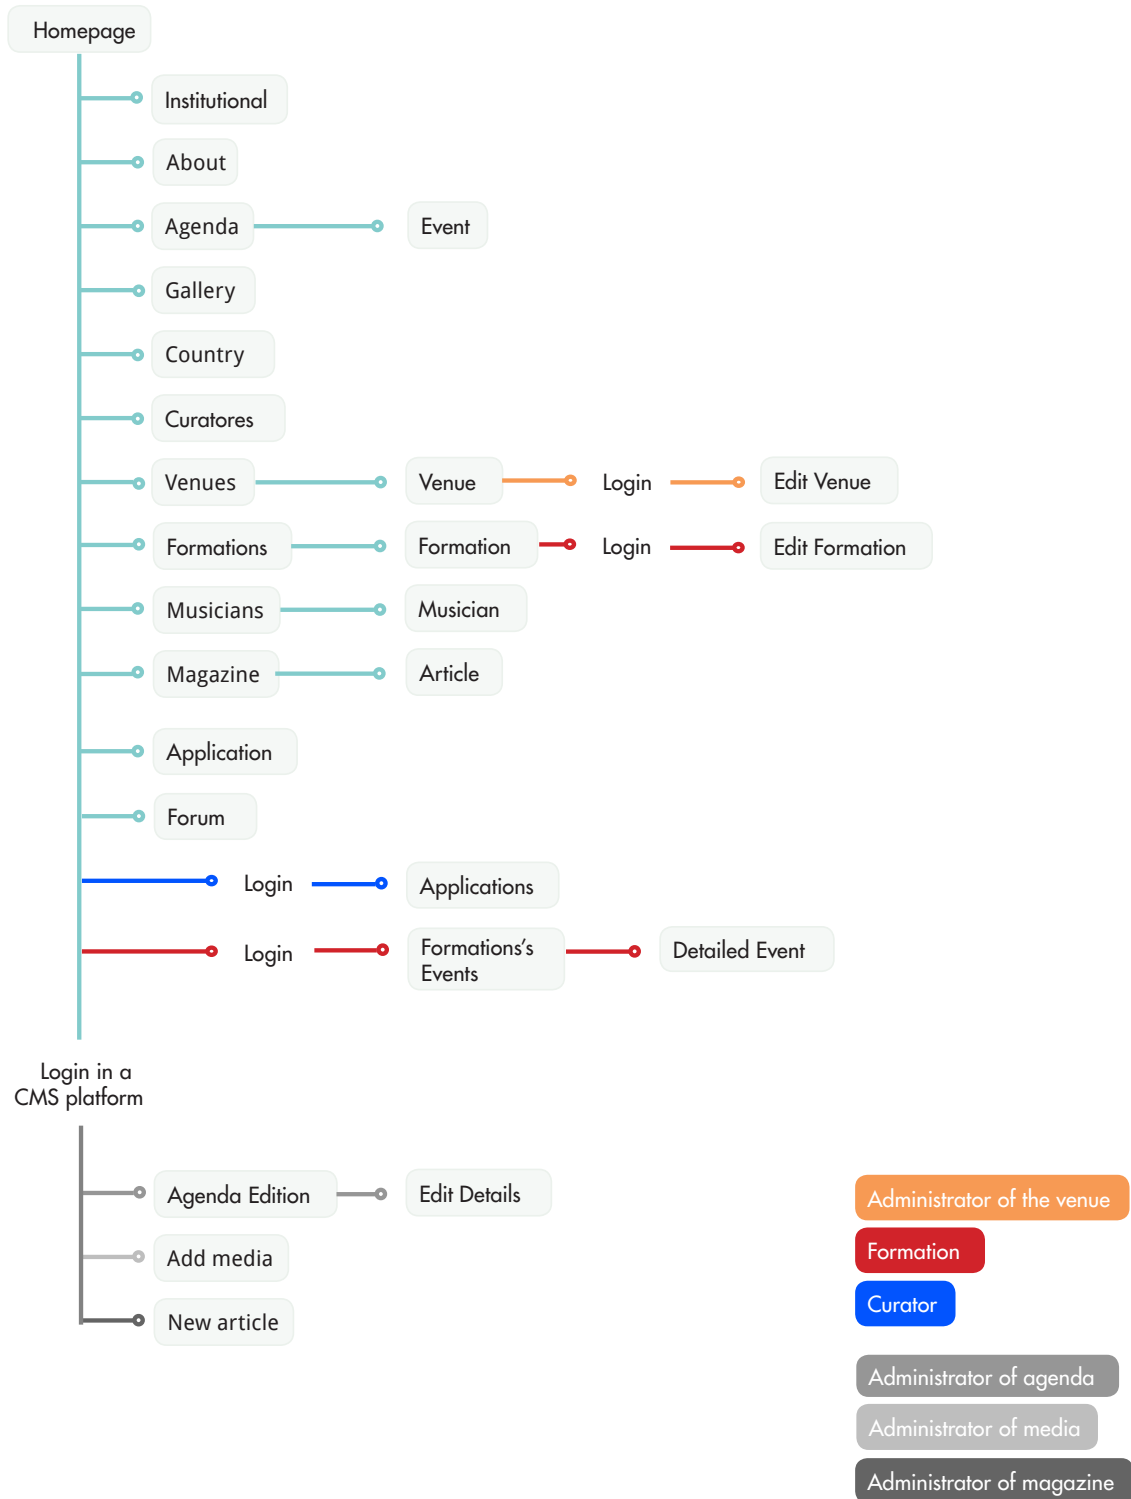 Homepage
Institutional
About
Agenda
Event
Gallery
Country
Curatores
Venues
Venue
Login
Edit Venue
Formations
Formation
Login
Edit Formation
Musicians
Musician
Magazine
Article
Application
Forum
Login
Applications
Login
Formations's
Events
Detailed Event
Login in a
CMS platform
Agenda Edition
Edit Details
Add media
New article
Administrator of the venue
Formation
Curator
Administrator of agenda
Administrator of media
Administrator of magazine